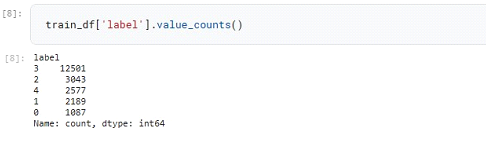 [8]:
train_df['label'].value_counts()
[8]:
label
3    12501
2     3043
4     2577
1     2189
0     1087
Name: count, dtype: int64